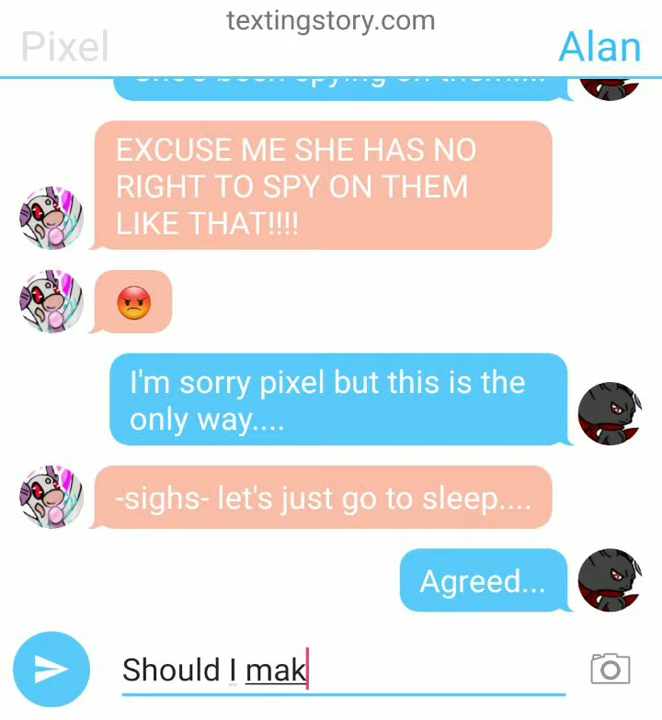 textingstory.com
Pixel
Alan
EXCUSE ME SHE HAS NO
RIGHT TO SPY ON THEM
LIKE THAT!!!!
I'm sorry pixel but this is the
only way....
-sighs- let's just go to sleep....
Agreed...
Should I mak